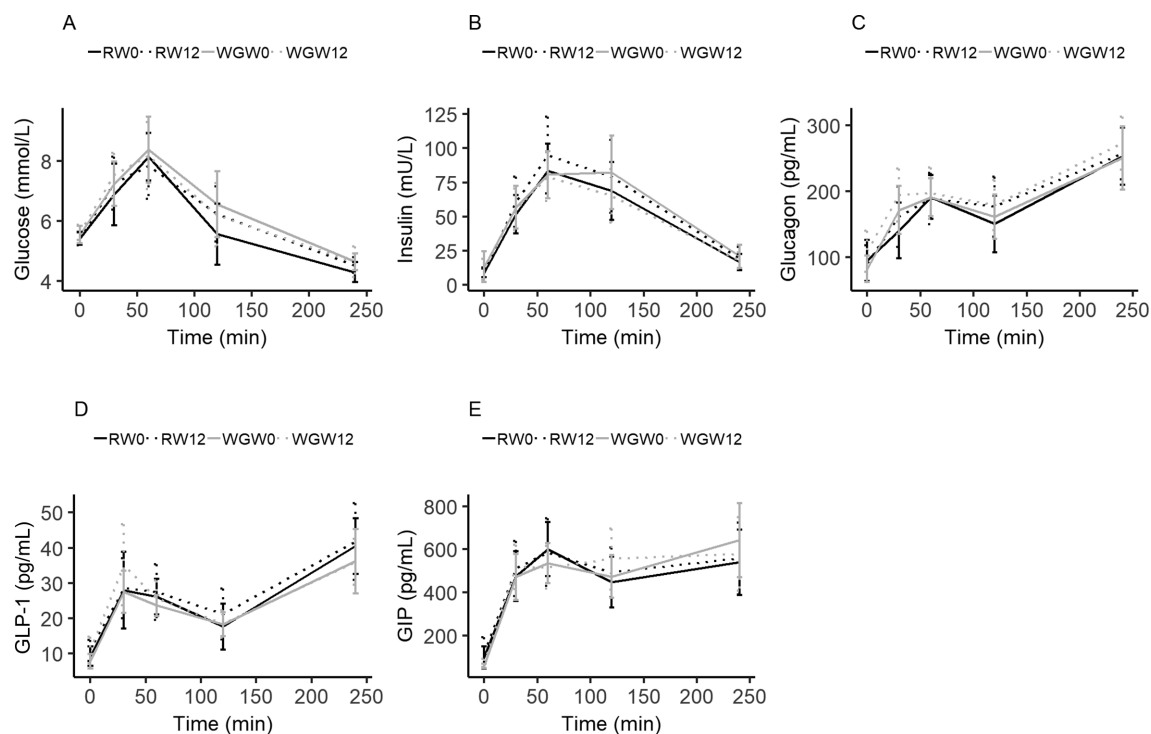 A
RW0 RW12 WGW0 WGW12
Glucose (mmol/L)
8
6
4
0 50 100 150 200 250
Time (min)
B
RW0 RW12 WGW0 WGW12
Insulin (mU/L)
125
100
75
50
25
0
0 50 100 150 200 250
Time (min)
C
RW0 RW12 WGW0 WGW12
Glucagon (pg/mL)
300
200
100
0 50 100 150 200 250
Time (min)
D
RW0 RW12 WGW0 WGW12
GLP-1 (pg/mL)
50
40
30
20
10
0 50 100 150 200 250
Time (min)
E
RW0 RW12 WGW0 WGW12
GIP (pg/mL)
800
600
400
200
0 50 100 150 200 250
Time (min)